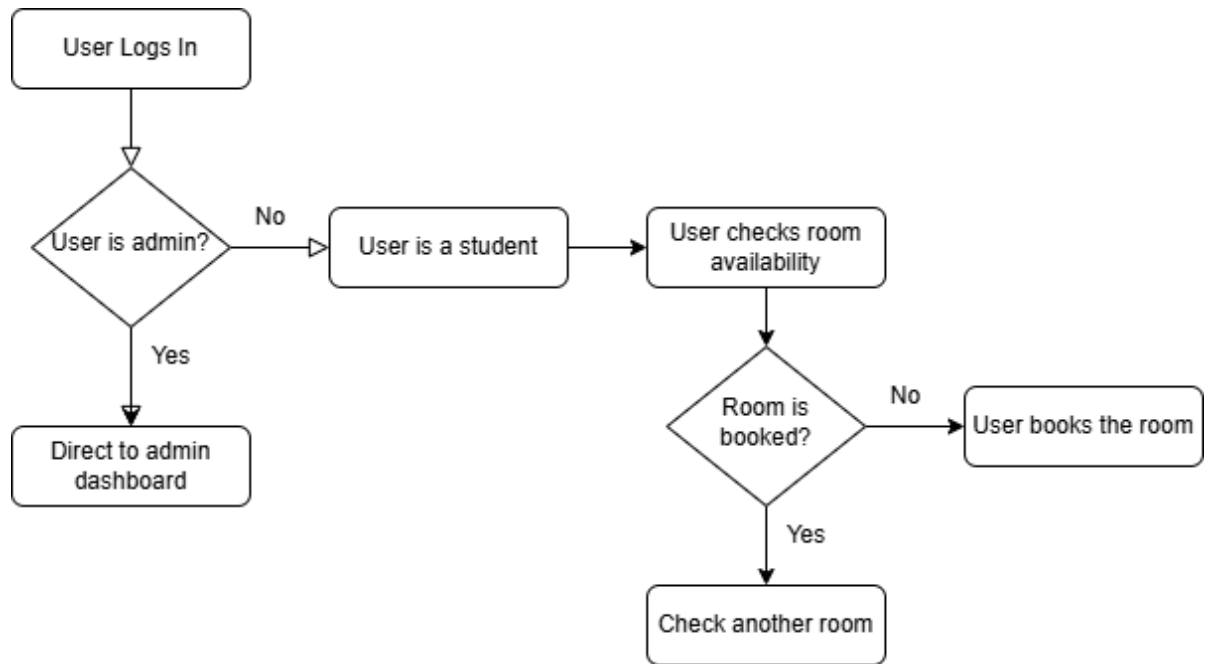 User Logs In
User is admin?
No
User is a student
User checks room
availability
Yes
Direct to admin
dashboard
Room is
booked?
No
User books the room
Yes
Check another room